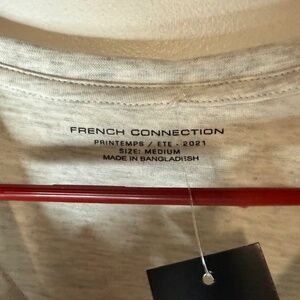 FRENCH CONNECTION
PRINTEMPS / ETE - 2021
SIZE: MEDIUM
MADE IN BANGLADESH